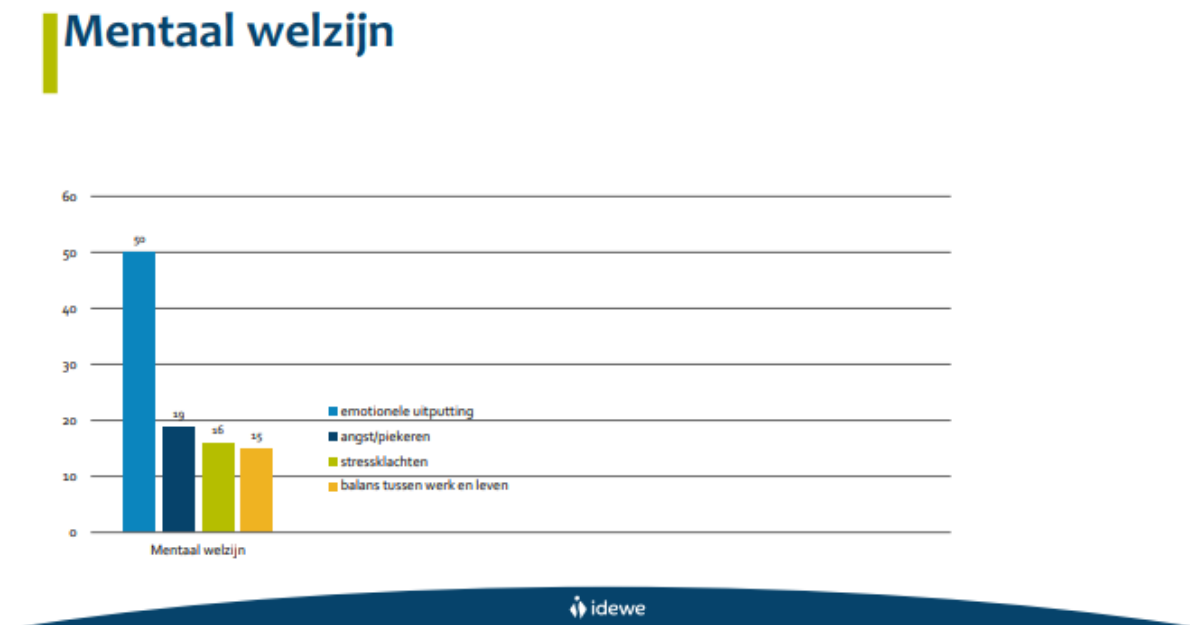 Mentaal welzijn
60
50
40
30
20
10
0
50
19
16
15
emotionele uitputting
angst/piekeren
stressklachten
balans tussen werk en leven
Mentaal welzijn
idewe